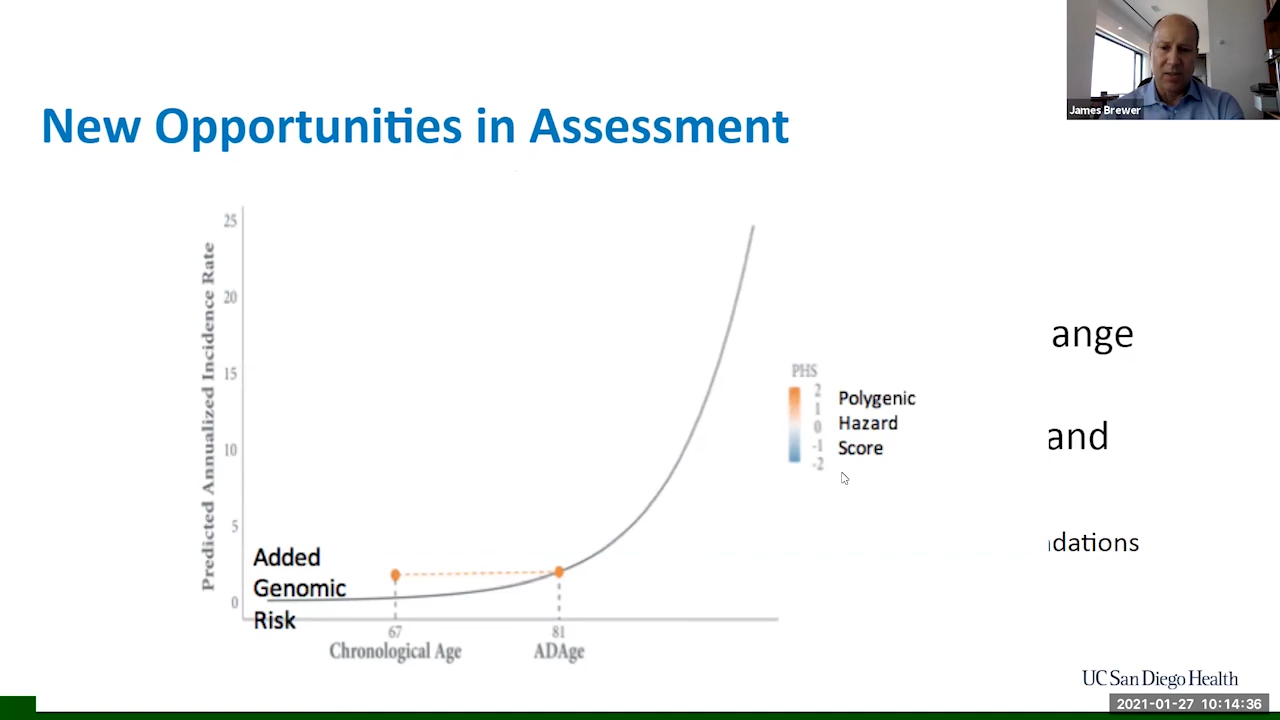 James Brewer
New Opportunities in Assessment
Predicted Annualized Incidence Rate
25
20
15
10
5
0
Added
Genomic
Risk
67
Chronological Age
81
ADAge
PHS
2
1
0
-1
-2
Polygenic
Hazard
Score
ange
and
dations
UC San Diego Health
2021-01-27 10:14:36